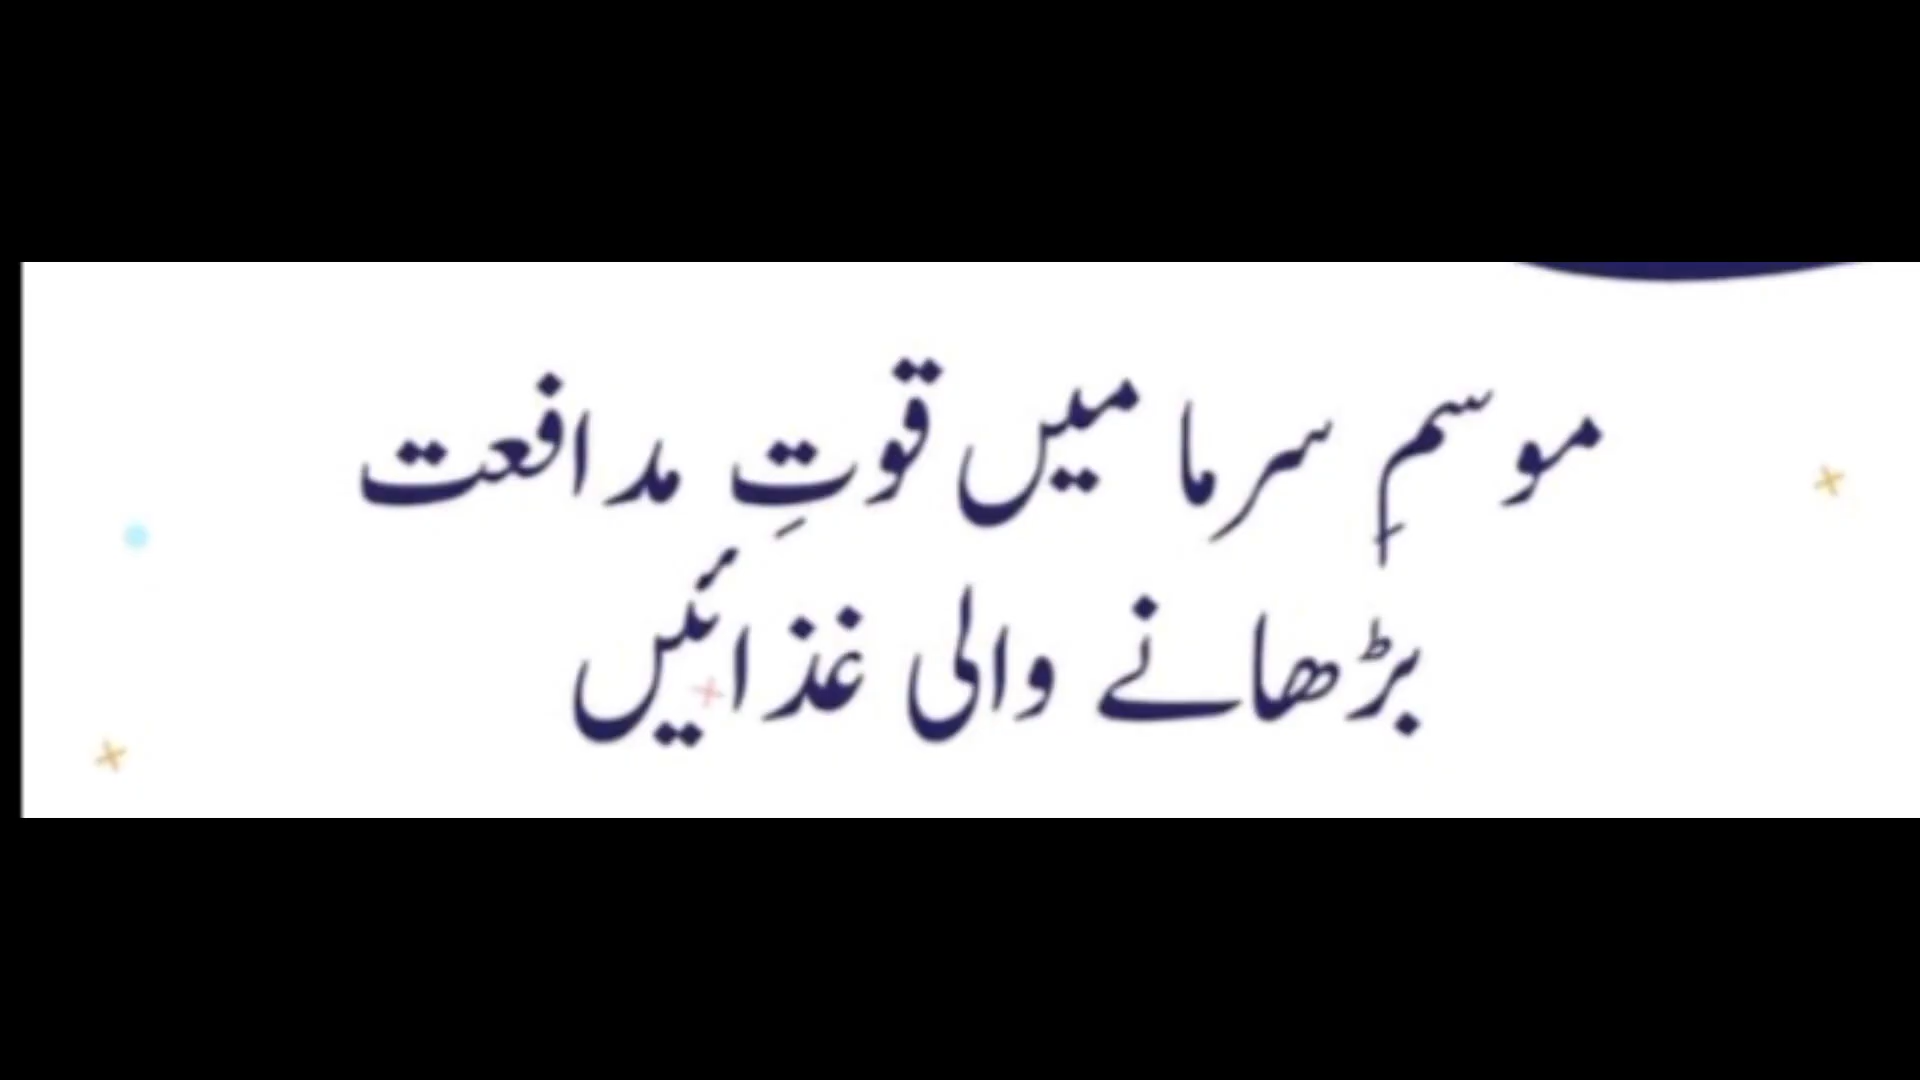 موسمِ سرما میں قوتِ مدافعت
بڑھانے والی غذائیں